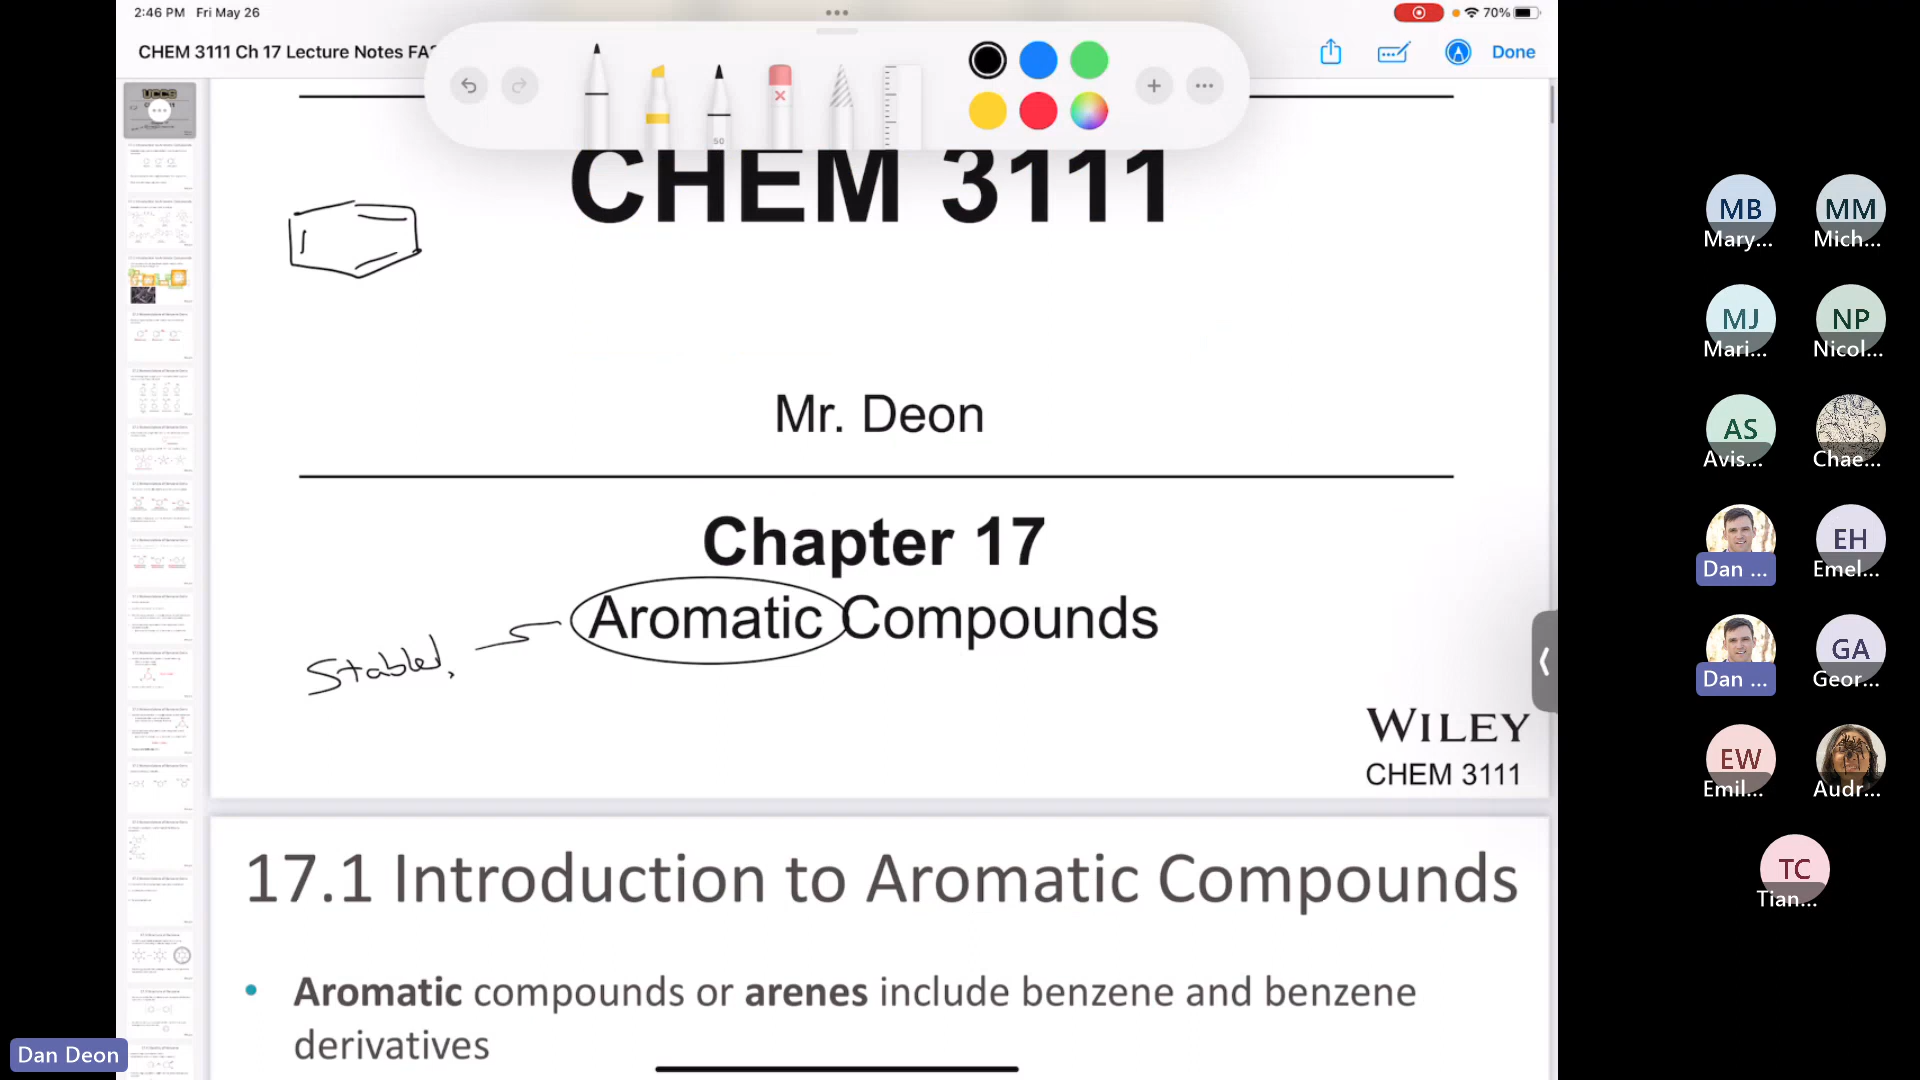 2:46 PM Fri May 26
70%
CHEM 3111 Ch 17 Lecture Notes FA
Done
50
UCCS
CHEM 3111
Mr. Deon
Chapter 17
Aromatic Compounds
Stabled,
WILEY
CHEM 3111
17.1 Introduction to Aromatic Compounds
• Aromatic compounds or arenes include benzene and benzene
derivatives
MB
Mary...
MM
Mich...
MJ
Mari...
NP
Nicol...
AS
Avis...
Chae...
Dan ...
EH
Emel...
Dan ...
GA
Geor...
EW
Emil...
Audr...
TC
Tian...
Dan Deon